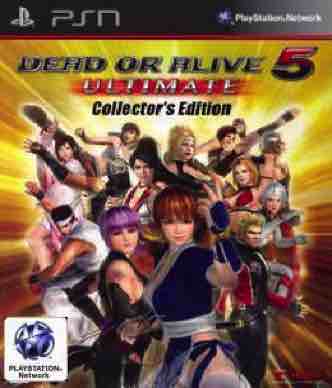 PSN
PlayStation®Network
DEAD OR ALIVE 5
ULTIMATE
Collector's Edition
PLAYSTATION®
Network